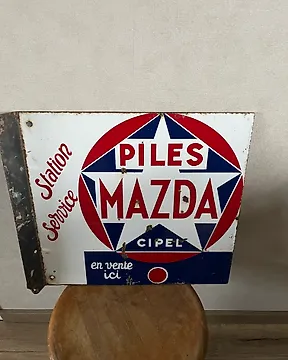 Station
Service
PILES
MAZDA
CIPEL
en vente
ici